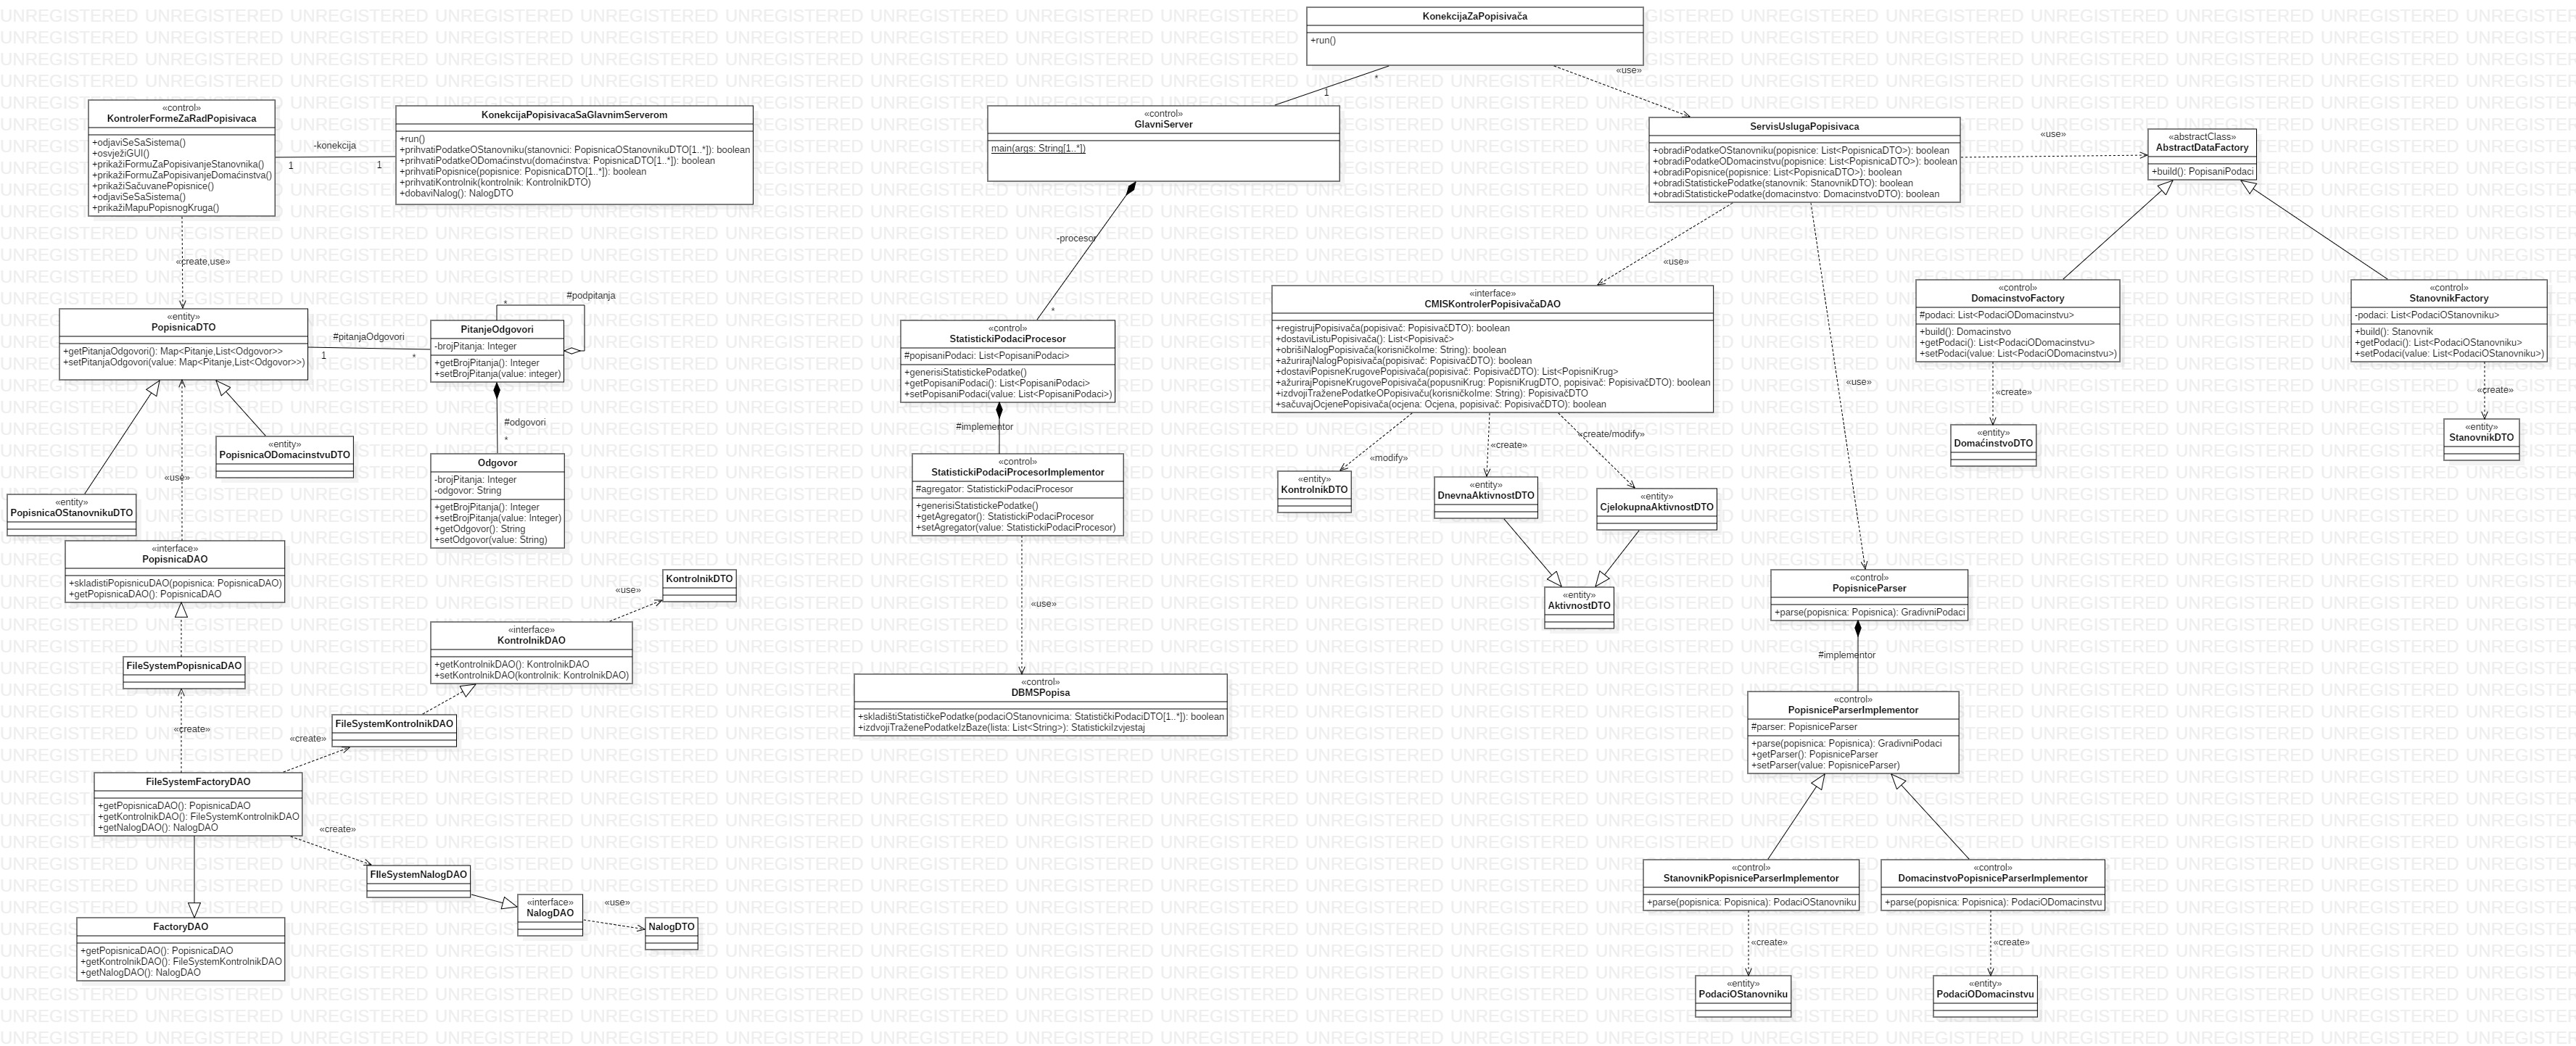 KonekcijaZaPopisivača
+run()
«use»
*
1
«control»
KontrolerFormeZaRadPopisivaca
+odjaviSeSaSistema()
+osvježiGUI()
+prikažiFormuZaPopisivanjeStanovnika()
+prikažiFormuZaPopisivanjeDomaćinstva()
+prikažiSačuvanePopisnice()
+odjaviSeSaSistema()
+prikažiMapuPopisnogKruga()
-konekcija
1
1
KonekcijaPopisivacaSaGlavnimServerom
+run()
+prihvatiPodatkeOStanovniku(stanovnici: PopisnicaOStanovnikuDTO[1..*]): boolean
+prihvatiPodatkeODomaćinstvu(domaćinstva: PopisnicaDTO[1..*]): boolean
+prihvatiPopisnice(popisnice: PopisnicaDTO[1..*]): boolean
+prihvatiKontrolnik(kontrolnik: KontrolnikDTO)
+dobaviNalog(): NalogDTO
«control»
GlavniServer
main(args: String[1..*])
ServisUslugaPopisivaca
+obradiPodatkeOStanovniku(popisnice: List<PopisnicaDTO>): boolean
+obradiPodatkeODomacinstvu(popisnice: List<PopisnicaDTO>): boolean
+obradiPopisnice(popisnice: List<PopisnicaDTO>): boolean
+obradiStatistickePodatke(stanovnik: StanovnikDTO): boolean
+obradiStatistickePodatke(domacinstvo: DomacinstvoDTO): boolean
«use»
«abstractClass»
AbstractDataFactory
+build(): PopisaniPodaci
«create,use»
-procesor
*
«use»
«use»
«entity»
PopisnicaDTO
+getPitanjaOdgovori(): Map<Pitanje,List<Odgovor>>
+setPitanjaOdgovori(value: Map<Pitanje,List<Odgovor>>)
#pitanjaOdgovori
1
*
*
#podpitanja
PitanjeOdgovori
-brojPitanja: Integer
+getBrojPitanja(): Integer
+setBrojPitanja(value: integer)
#odgovori
*
Odgovor
-brojPitanja: Integer
-odgovor: String
+getBrojPitanja(): Integer
+setBrojPitanja(value: Integer)
+getOdgovor(): String
+setOdgovor(value: String)
«entity»
PopisnicaODomacinstvuDTO
«entity»
PopisnicaOStanovnikuDTO
«use»
«interface»
PopisnicaDAO
+skladistiPopisnicuDAO(popisnica: PopisnicaDAO)
+getPopisnicaDAO(): PopisnicaDAO
«control»
StatistickiPodaciProcesor
#popisaniPodaci: List<PopisaniPodaci>
+generisiStatistickePodatke()
+getPopisaniPodaci(): List<PopisaniPodaci>
+setPopisaniPodaci(value: List<PopisaniPodaci>)
#implementor
«control»
StatistickiPodaciProcesorImplementor
#agregator: StatistickiPodaciProcesor
+generisiStatistickePodatke()
+getAgregator(): StatistickiPodaciProcesor
+setAgregator(value: StatistickiPodaciProcesor)
«use»
«control»
DBMSPopisa
+skladištiStatističkePodatke(podaciOStanovnicima: StatističkiPodaciDTO[1..*]): boolean
+izdvojiTraženePodatkeIzBaze(lista: List<String>): StatistickiIzvjestaj
«interface»
CMISKontrolerPopisivačaDAO
+registrujPopisivača(popisivač: PopisivačDTO): boolean
+dostaviListuPopisivača(): List<Popisivač>
+obrišiNalogPopisivača(korisničkoIme: String): boolean
+ažurirajNalogPopisivača(popisivač: PopisivačDTO): boolean
+dostaviPopisneKrugovePopisivača(popisivač: PopisivačDTO): List<PopisniKrug>
+ažurirajPopisneKrugovePopisivača(popusniKrug: PopisniKrugDTO, popisivač: PopisivačDTO): boolean
+izdvojiTraženePodatkeOPopisivaču(korisničkoIme: String): PopisivačDTO
+sačuvajOcjenePopisivača(ocjena: Ocjena, popisivač: PopisivačDTO): boolean
«modify»
«create»
«create/modify»
«entity»
KontrolnikDTO
«entity»
DnevnaAktivnostDTO
«entity»
CjelokupnaAktivnostDTO
«entity»
AktivnostDTO
«control»
DomacinstvoFactory
#podaci: List<PodaciODomacinstvu>
+build(): Domacinstvo
+getPodaci(): List<PodaciODomacinstvu>
+setPodaci(value: List<PodaciODomacinstvu>)
«create»
«entity»
DomaćinstvoDTO
«control»
StanovnikFactory
-podaci: List<PodaciOStanovniku>
+build(): Stanovnik
+getPodaci(): List<PodaciOStanovniku>
+setPodaci(value: List<PodaciOStanovniku>)
«create»
«entity»
StanovnikDTO
«control»
PopisniceParser
+parse(popisnica: Popisnica): GradivniPodaci
#implementor
«control»
PopisniceParserImplementor
#parser: PopisniceParser
+parse(popisnica: Popisnica): GradivniPodaci
+getParser(): PopisniceParser
+setParser(value: PopisniceParser)
«control»
StanovnikPopisniceParserImplementor
+parse(popisnica: Popisnica): PodaciOStanovniku
«control»
DomacinstvoPopisniceParserImplementor
+parse(popisnica: Popisnica): PodaciODomacinstvu
«create»
«create»
«entity»
PodaciOStanovniku
«entity»
PodaciODomacinstvu
KontrolnikDTO
«use»
«interface»
KontrolnikDAO
+getKontrolnikDAO(): KontrolnikDAO
+setKontrolnikDAO(kontrolnik: KontrolnikDAO)
FileSystemPopisnicaDAO
FileSystemKontrolnikDAO
«create»
«create»
FileSystemFactoryDAO
+getPopisnicaDAO(): PopisnicaDAO
+getKontrolnikDAO(): FileSystemKontrolnikDAO
+getNalogDAO(): NalogDAO
«create»
FIleSystemNalogDAO
«interface»
NalogDAO
«use»
NalogDTO
FactoryDAO
+getPopisnicaDAO(): PopisnicaDAO
+getKontrolnikDAO(): FileSystemKontrolnikDAO
+getNalogDAO(): NalogDAO